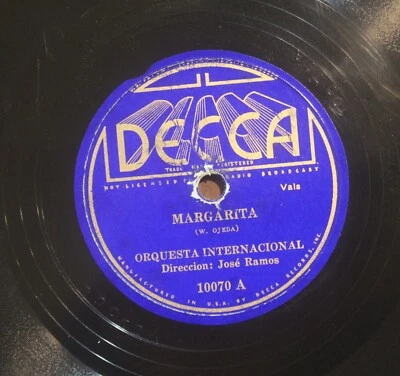 DECCA
TRADE MARK REGISTERED
NOT LICENSED FOR RADIO BROADCAST
Vals
MARGARITA
(W. OJEDA)
ORQUESTA INTERNACIONAL
Direccion: José Ramos
10070 A
MANUFACTURED IN U.S.A. BY DECCA RECORDS, INC.